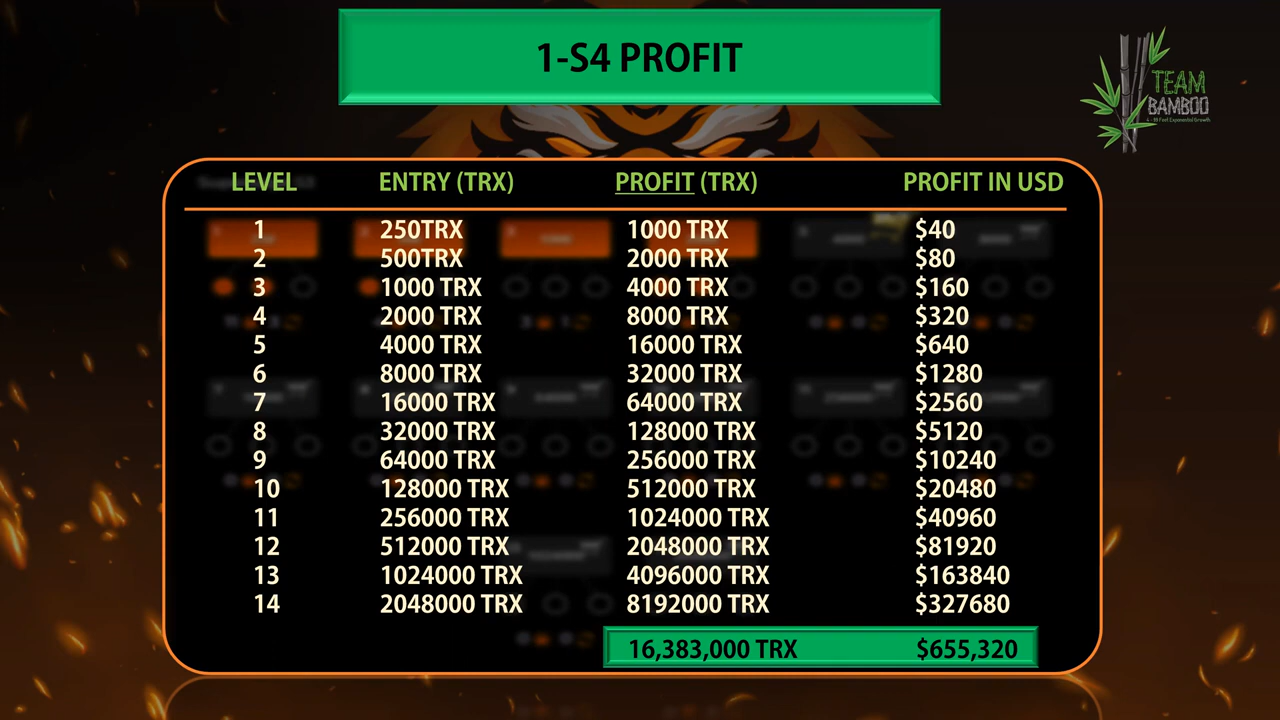 1-S4 PROFIT
TEAM
BAMBOO
LEVEL ENTRY (TRX) PROFIT (TRX) PROFIT IN USD
1 250TRX 1000 TRX $40
2 500TRX 2000 TRX $80
3 1000 TRX 4000 TRX $160
4 2000 TRX 8000 TRX $320
5 4000 TRX 16000 TRX $640
6 8000 TRX 32000 TRX $1280
7 16000 TRX 64000 TRX $2560
8 32000 TRX 128000 TRX $5120
9 64000 TRX 256000 TRX $10240
10 128000 TRX 512000 TRX $20480
11 256000 TRX 1024000 TRX $40960
12 512000 TRX 2048000 TRX $81920
13 1024000 TRX 4096000 TRX $163840
14 2048000 TRX 8192000 TRX $327680
16,383,000 TRX $655,320